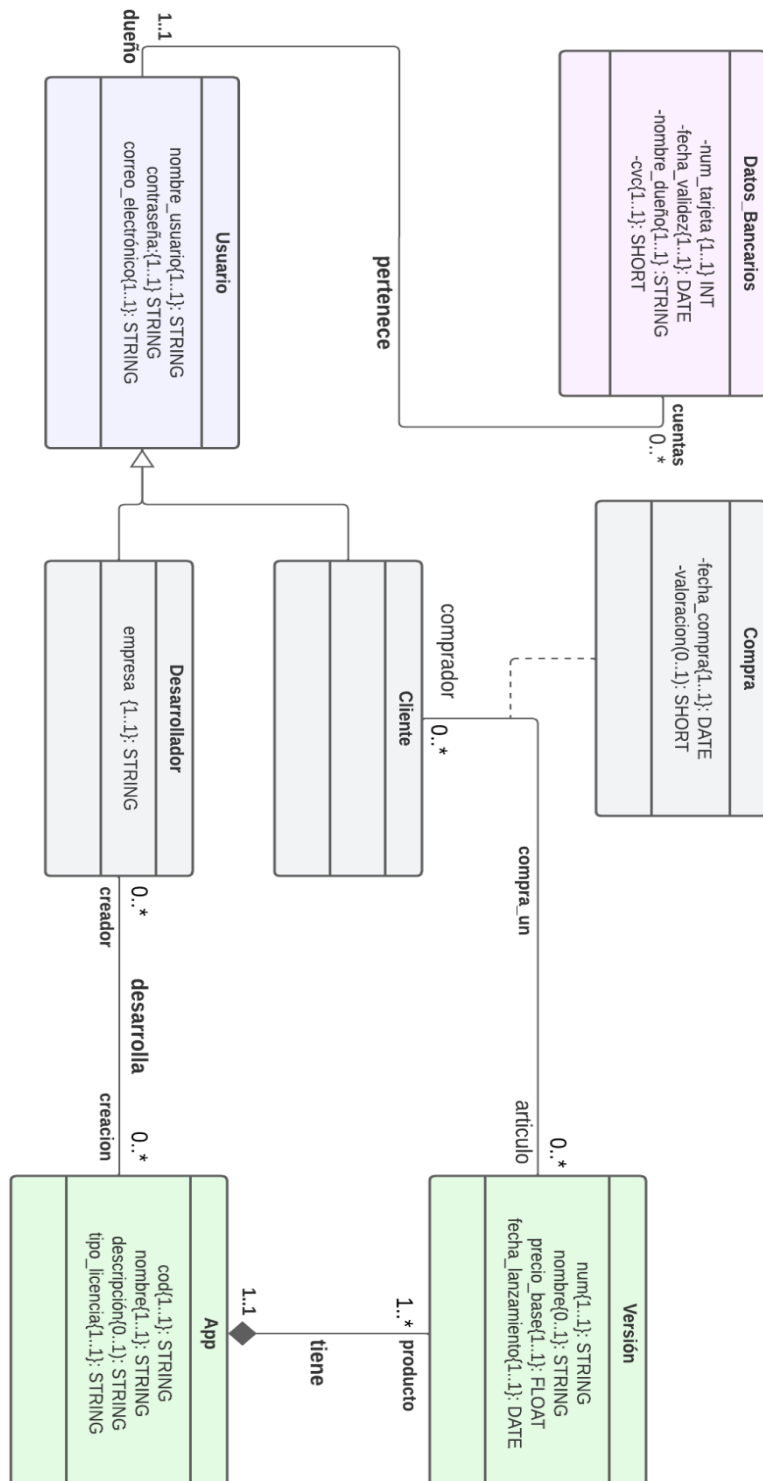 Datos_Bancarios
-num_tarjeta {1..1} INT
-fecha_validez{1..1}: DATE
-nombre_dueño{1..1} :STRING
-cvc{1..1}: SHORT
cuentas
0..*
pertenece
1..1
dueño
Usuario
nombre_usuario{1..1}: STRING
contraseña:{1..1} STRING
correo_electrónico{1..1}: STRING
Compra
-fecha_compra{1..1}: DATE
-valoracion(0..1): SHORT
Cliente
comprador
0..*
compra_un
articulo
0..*
Desarrollador
empresa {1..1}: STRING
0..*
creador
desarrolla
0..*
creacion
Versión
num{1..1}: STRING
nombre{0..1}: STRING
precio_base{1..1}: FLOAT
fecha_lanzamiento{1..1}: DATE
producto
1..*
tiene
1..1
App
cod{1..1}: STRING
nombre{1..1}: STRING
descripción{0..1}: STRING
tipo_licencia{1..1}: STRING